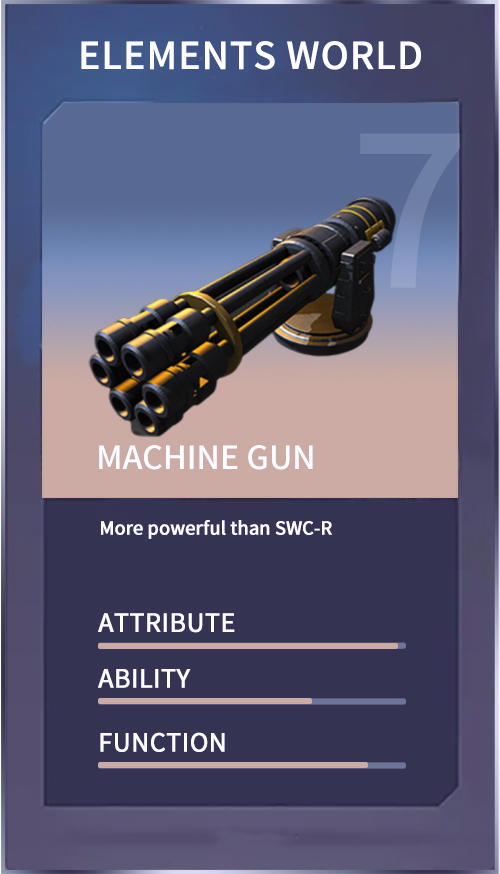 ELEMENTS WORLD
7
MACHINE GUN
More powerful than SWC-R
ATTRIBUTE
ABILITY
FUNCTION